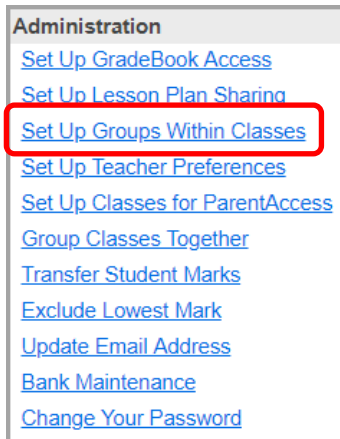 Administration
Set Up GradeBook Access
Set Up Lesson Plan Sharing
Set Up Groups Within Classes
Set Up Teacher Preferences
Set Up Classes for ParentAccess
Group Classes Together
Transfer Student Marks
Exclude Lowest Mark
Update Email Address
Bank Maintenance
Change Your Password